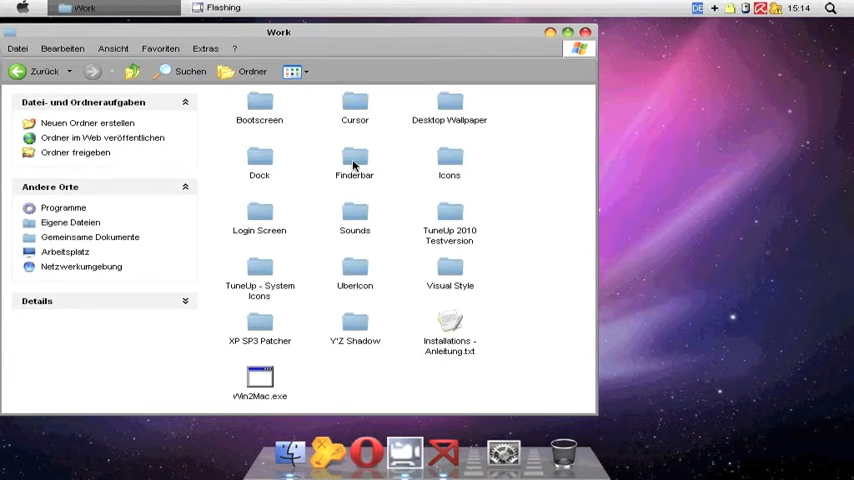 Work
Flashing
DE
15:14
Work
Datei
Bearbeiten
Ansicht
Favoriten
Extras
?
Zurück
Suchen
Ordner
Datei- und Ordneraufgaben
Neuen Ordner erstellen
Ordner im Web veröffentlichen
Ordner freigeben
Andere Orte
Programme
Eigene Dateien
Gemeinsame Dokumente
Arbeitsplatz
Netzwerkumgebung
Details
Bootscreen
Cursor
Desktop Wallpaper
Dock
Finderbar
Icons
Login Screen
Sounds
TuneUp 2010
Testversion
TuneUp - System
Icons
UberIcon
Visual Style
XP SP3 Patcher
Y'Z Shadow
Installations -
Anleitung.txt
Win2Mac.exe